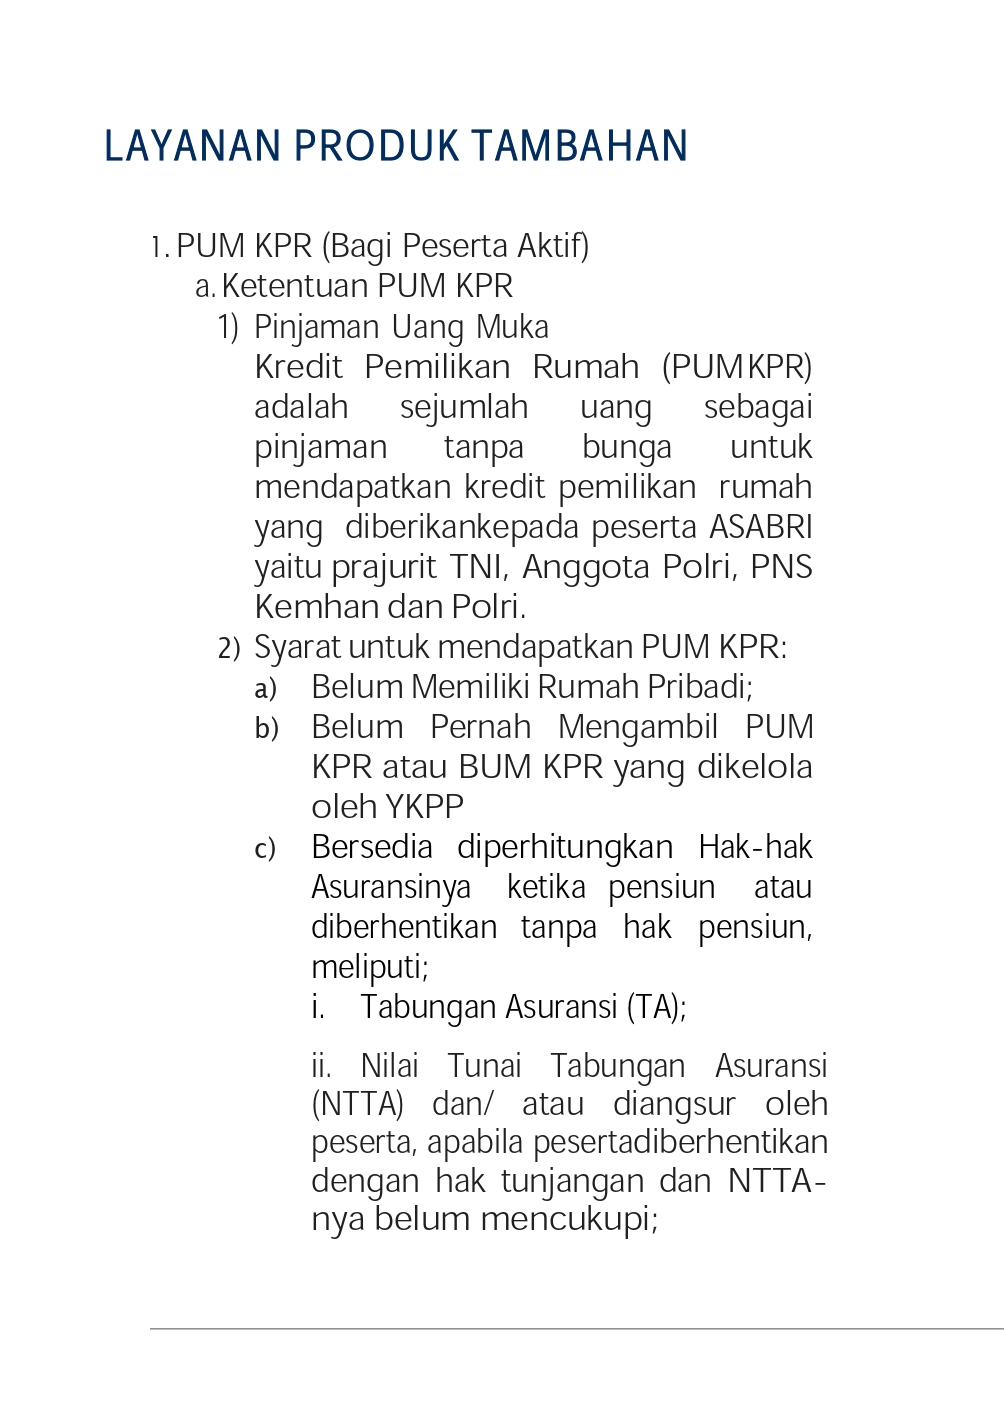 LAYANAN PRODUK TAMBAHAN
1. PUM KPR (Bagi Peserta Aktif)
a. Ketentuan PUM KPR
1) Pinjaman Uang Muka
Kredit Pemilikan Rumah (PUMKPR)
adalah sejumlah uang sebagai
pinjaman tanpa bunga untuk
mendapatkan kredit pemilikan rumah
yang diberikankepada peserta ASABRI
yaitu prajurit TNI, Anggota Polri, PNS
Kemhan dan Polri.
2) Syarat untuk mendapatkan PUM KPR:
a) Belum Memiliki Rumah Pribadi;
b) Belum Pernah Mengambil PUM
KPR atau BUM KPR yang dikelola
oleh YKPP
c) Bersedia diperhitungkan Hak-hak
Asuransinya ketika pensiun atau
diberhentikan tanpa hak pensiun,
meliputi;
i. Tabungan Asuransi (TA);
ii. Nilai Tunai Tabungan Asuransi
(NTTA) dan/ atau diangsur oleh
peserta, apabila pesertadiberhentikan
dengan hak tunjangan dan NTTA-
nya belum mencukupi;